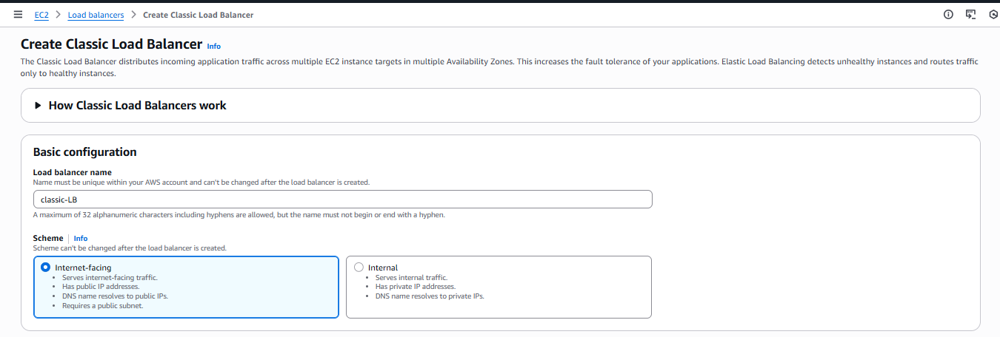 EC2 > Load balancers > Create Classic Load Balancer
Create Classic Load Balancer Info
The Classic Load Balancer distributes incoming application traffic across multiple EC2 instance targets in multiple Availability Zones. This increases the fault tolerance of your applications. Elastic Load Balancing detects unhealthy instances and routes traffic
only to healthy instances.
How Classic Load Balancers work
Basic configuration
Load balancer name
Name must be unique within your AWS account and can't be changed after the load balancer is created.
classic-LB
A maximum of 32 alphanumeric characters including hyphens are allowed, but the name must not begin or end with a hyphen.
Scheme | Info
Scheme can't be changed after the load balancer is created.
Internet-facing
• Serves internet-facing traffic.
• Has public IP addresses.
• DNS name resolves to public IPs.
• Requires a public subnet.
Internal
• Serves internal traffic.
• Has private IP addresses.
• DNS name resolves to private IPs.